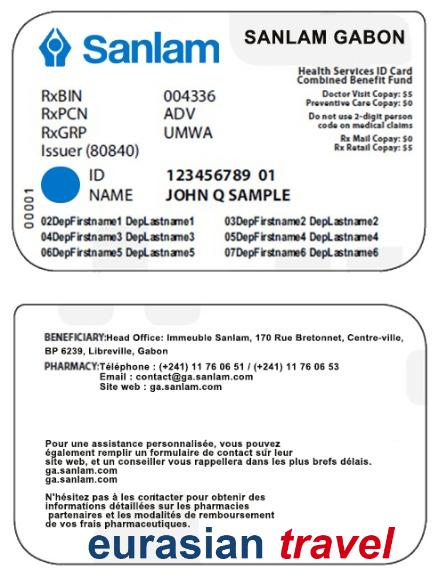 Sanlam
SANLAM GABON
Health Services ID Card
Combined Benefit Fund
Doctor Visit Copay: $5
Preventive Care Copay: $0
Do not use 2-digit person
code on medical claims
Rx Mail Copay: $0
Rx Retail Copay: $5
RxBIN 004336
RxPCN ADV
RxGRP UMWA
Issuer (80840)
ID 123456789 01
NAME JOHN Q SAMPLE
00001
02DepFirstname1 DepLastname1 03DepFirstname2 DepLastname2
04DepFirstname3 DepLastname3 05DepFirstname4 DepLastname4
06DepFirstname5 DepLastname5 07DepFirstname6 DepLastname6
BENEFICIARY:Head Office: Immeuble Sanlam, 170 Rue Bretonnet, Centre-ville,
BP 6239, Libreville, Gabon
PHARMACY:Téléphone : (+241) 11 76 06 51 / (+241) 11 76 06 53
Email : contact@ga.sanlam.com
Site web : ga.sanlam.com
Pour une assistance personnalisée, vous pouvez
également remplir un formulaire de contact sur leur
site web, et un conseiller vous rappellera dans les plus brefs délais.
ga.sanlam.com
ga.sanlam.com
N'hésitez pas à les contacter pour obtenir des
informations détaillées sur les pharmacies
partenaires et les modalités de remboursement
de vos frais pharmaceutiques.
eurasian travel